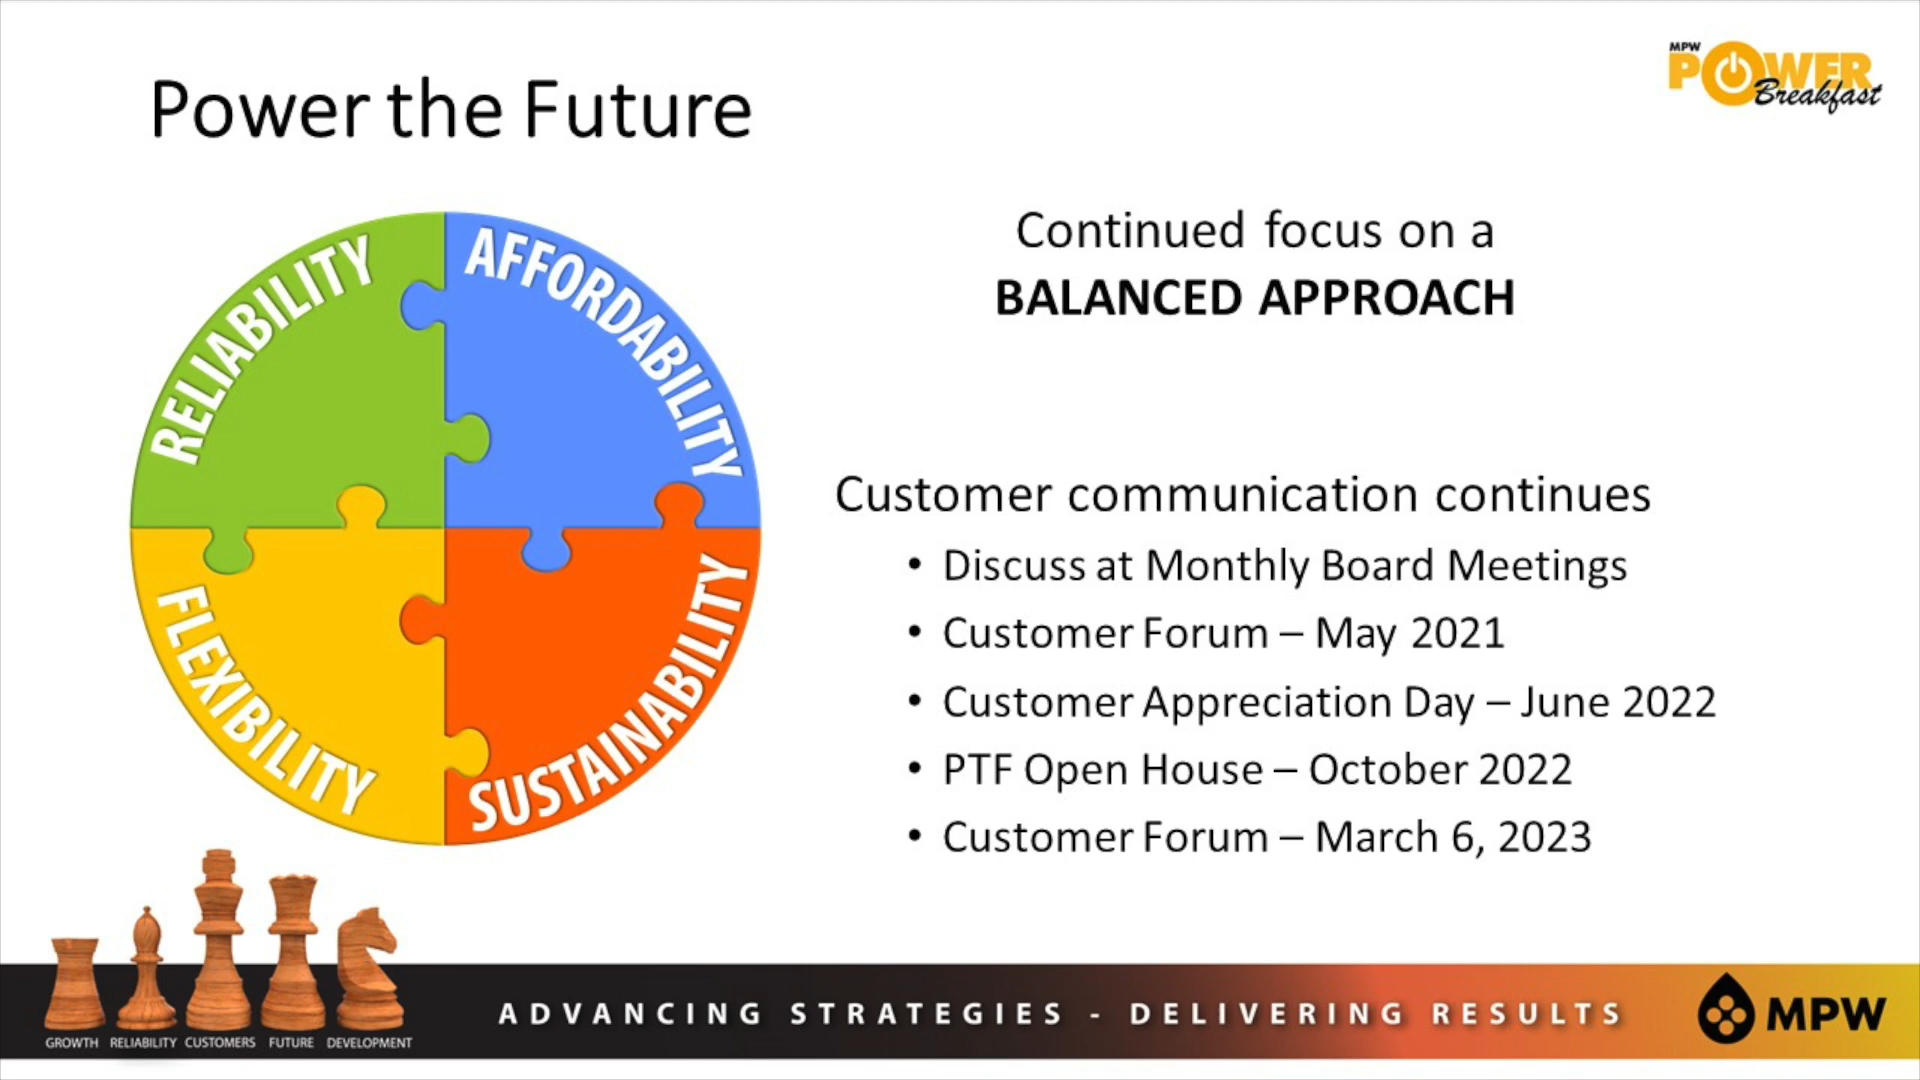 MPW
POWER
Breakfast
Power the Future
RELIABILITY
AFFORDABILITY
FLEXIBILITY
SUSTAINABILITY
Continued focus on a
BALANCED APPROACH
Customer communication continues
• Discuss at Monthly Board Meetings
• Customer Forum – May 2021
• Customer Appreciation Day – June 2022
• PTF Open House – October 2022
• Customer Forum – March 6, 2023
GROWTH RELIABILITY CUSTOMERS FUTURE DEVELOPMENT
ADVANCING STRATEGIES - DELIVERING RESULTS
MPW